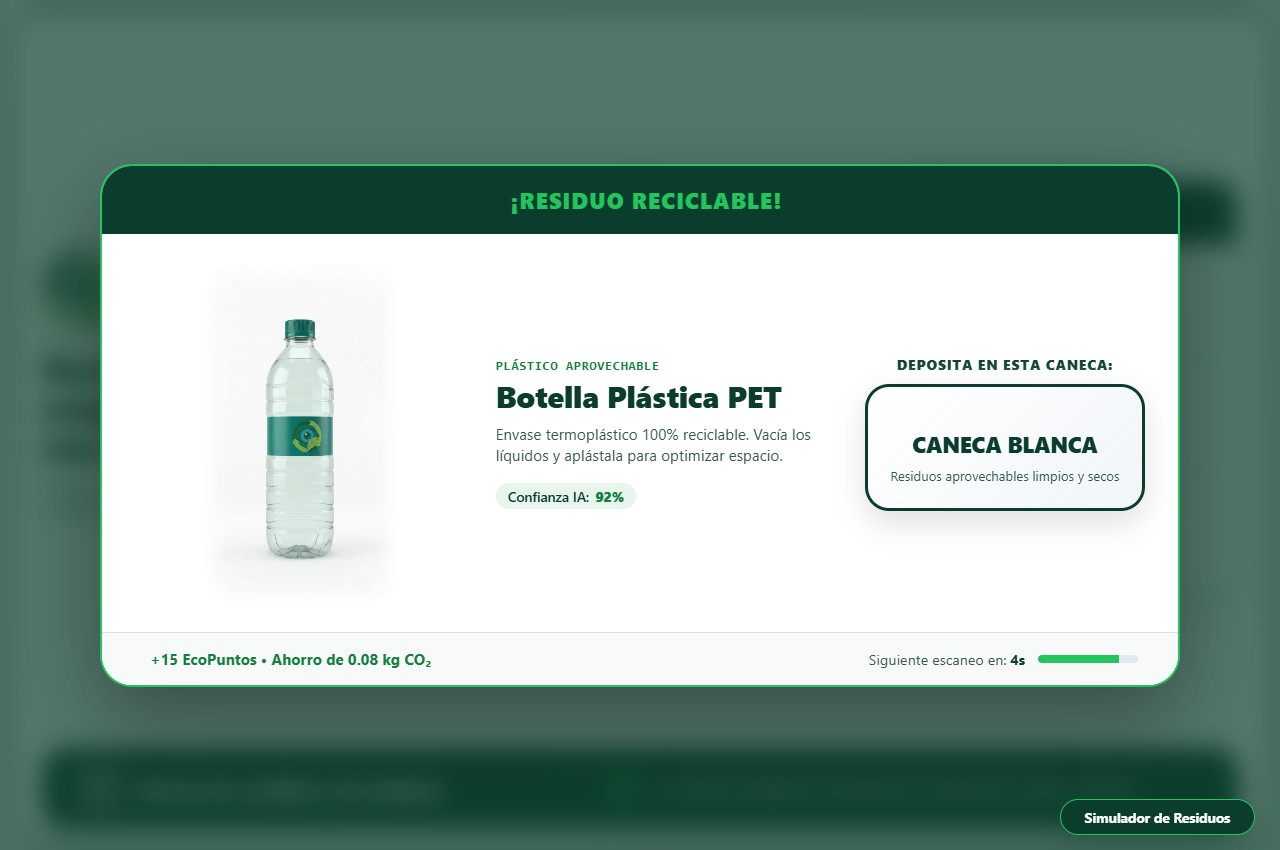 ¡RESIDUO RECICLABLE!
PLÁSTICO APROVECHABLE
Botella Plástica PET
Envase termoplástico 100% reciclable. Vacía los
líquidos y aplástala para optimizar espacio.
Confianza IA: 92%
DEPOSITA EN ESTA CANECA:
CANECA BLANCA
Residuos aprovechables limpios y secos
+15 EcoPuntos • Ahorro de 0.08 kg CO₂
Siguiente escaneo en: 4s
Simulador de Residuos